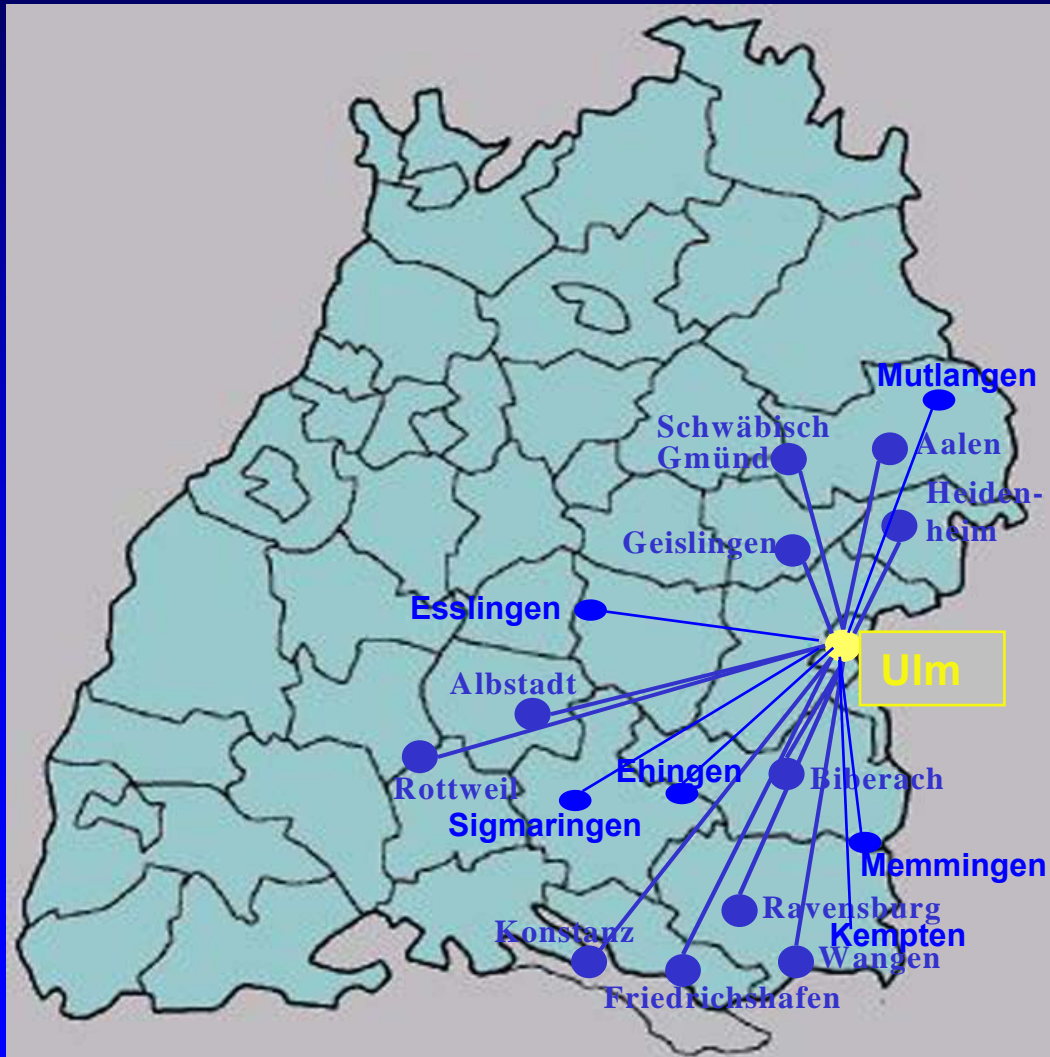 Mutlangen
Schwäbisch
Gmünd
Aalen
Heiden-
heim
Geislingen
Esslingen
Ulm
Albstadt
Ehingen
Biberach
Rottweil
Sigmaringen
Memmingen
Ravensburg
Konstanz
Kempten
Wangen
Friedrichshafen